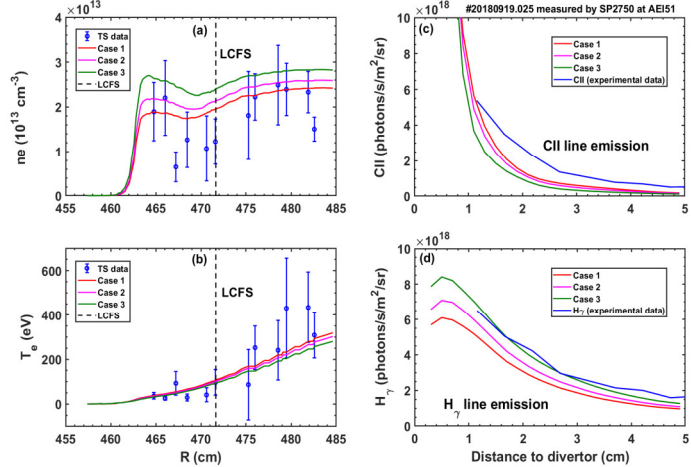 #20180919.025 measured by SP2750 at AEI51
× 10^13
(a)
TS data
Case 1
Case 2
Case 3
LCFS
LCFS
ne (10^13 cm^-3)
4
3
2
1
0
455 460 465 470 475 480 485
× 10^18
(c)
Case 1
Case 2
Case 3
CII (experimental data)
CII line emission
CII (photons/s/m^2/sr)
10
8
6
4
2
0
0 1 2 3 4 5
(b)
TS data
Case 1
Case 2
Case 3
LCFS
LCFS
T_e (eV)
600
400
200
0
455 460 465 470 475 480 485
R (cm)
× 10^18
(d)
Case 1
Case 2
Case 3
H_γ (experimental data)
H_γ line emission
H_γ (photons/s/m^2/sr)
10
8
6
4
2
0
0 1 2 3 4 5
Distance to divertor (cm)